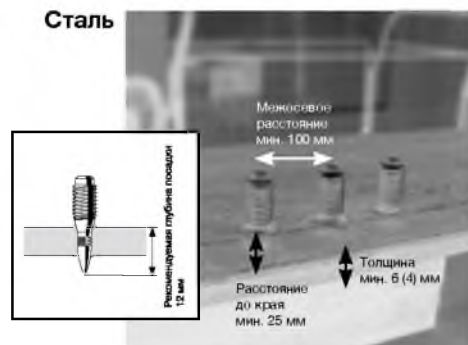 Сталь
Межосевое
расстояние
мин. 100 мм
Рекомендуемая глубина посадки
12 мм
Расстояние
до края
мин. 25 мм
Толщина
мин. 6 (4) мм